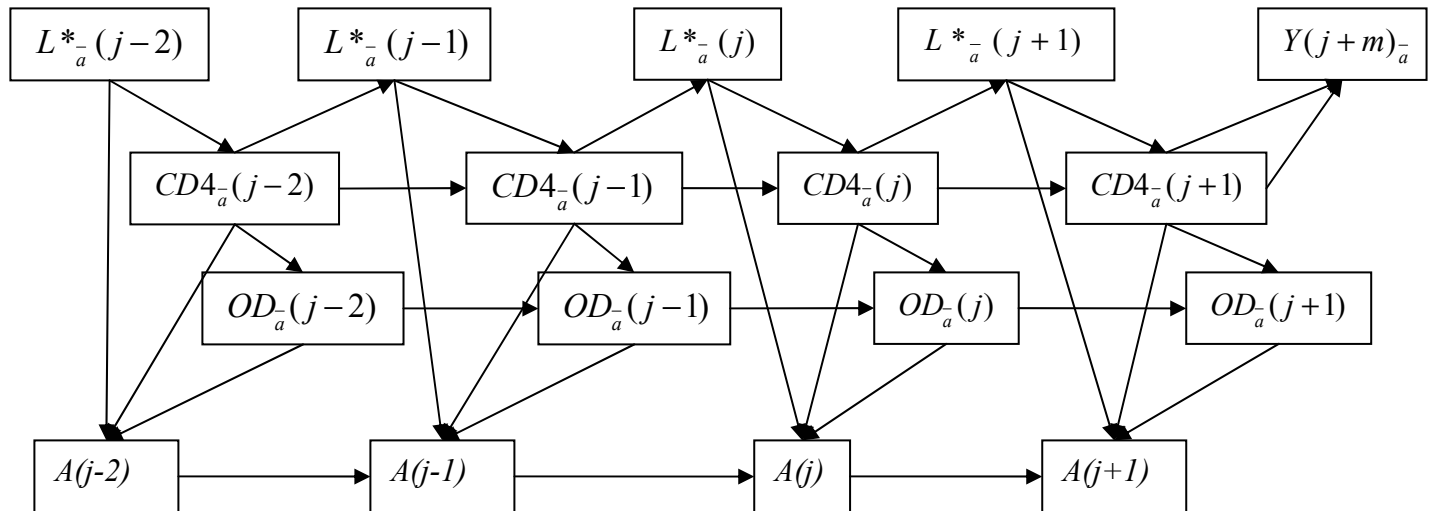 L*_ā(j−2) L*_ā(j−1) L*_ā(j) L*_ā(j+1) Y(j+m)_ā
CD4_ā(j−2) CD4_ā(j−1) CD4_ā(j) CD4_ā(j+1)
OD_ā(j−2) OD_ā(j−1) OD_ā(j) OD_ā(j+1)
A(j-2) A(j-1) A(j) A(j+1)